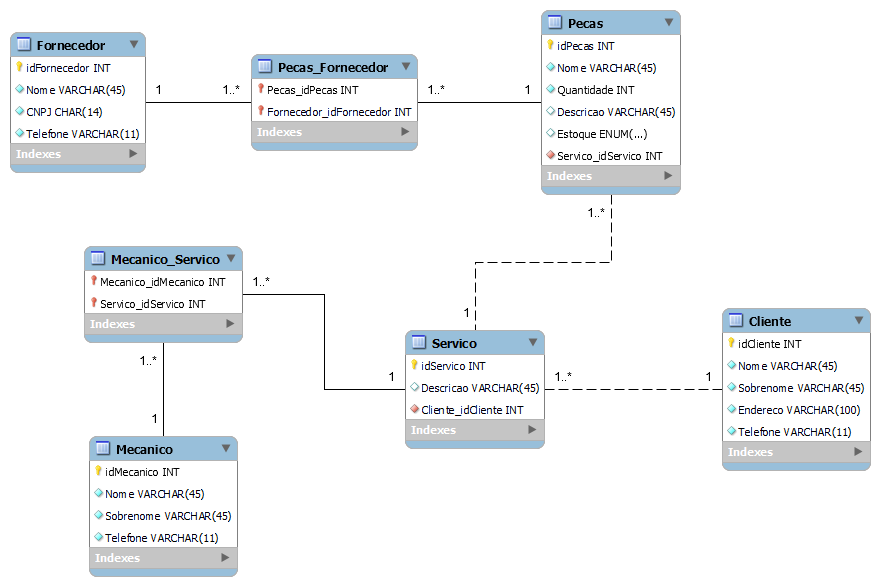 Fornecedor
idFornecedor INT
Nome VARCHAR(45)
CNPJ CHAR(14)
Telefone VARCHAR(11)
Indexes
1
1..*
Pecas_Fornecedor
Pecas_idPecas INT
Fornecedor_idFornecedor INT
Indexes
1..*
1
Pecas
idPecas INT
Nome VARCHAR(45)
Quantidade INT
Descricao VARCHAR(45)
Estoque ENUM(...)
Servico_idServico INT
Indexes
1..*
1
Mecanico_Servico
Mecanico_idMecanico INT
Servico_idServico INT
Indexes
1..*
1
1..*
1
Servico
idServico INT
Descricao VARCHAR(45)
Cliente_idCliente INT
Indexes
1..*
1
Cliente
idCliente INT
Nome VARCHAR(45)
Sobrenome VARCHAR(45)
Endereco VARCHAR(100)
Telefone VARCHAR(11)
Indexes
Mecanico
idMecanico INT
Nome VARCHAR(45)
Sobrenome VARCHAR(45)
Telefone VARCHAR(11)
Indexes